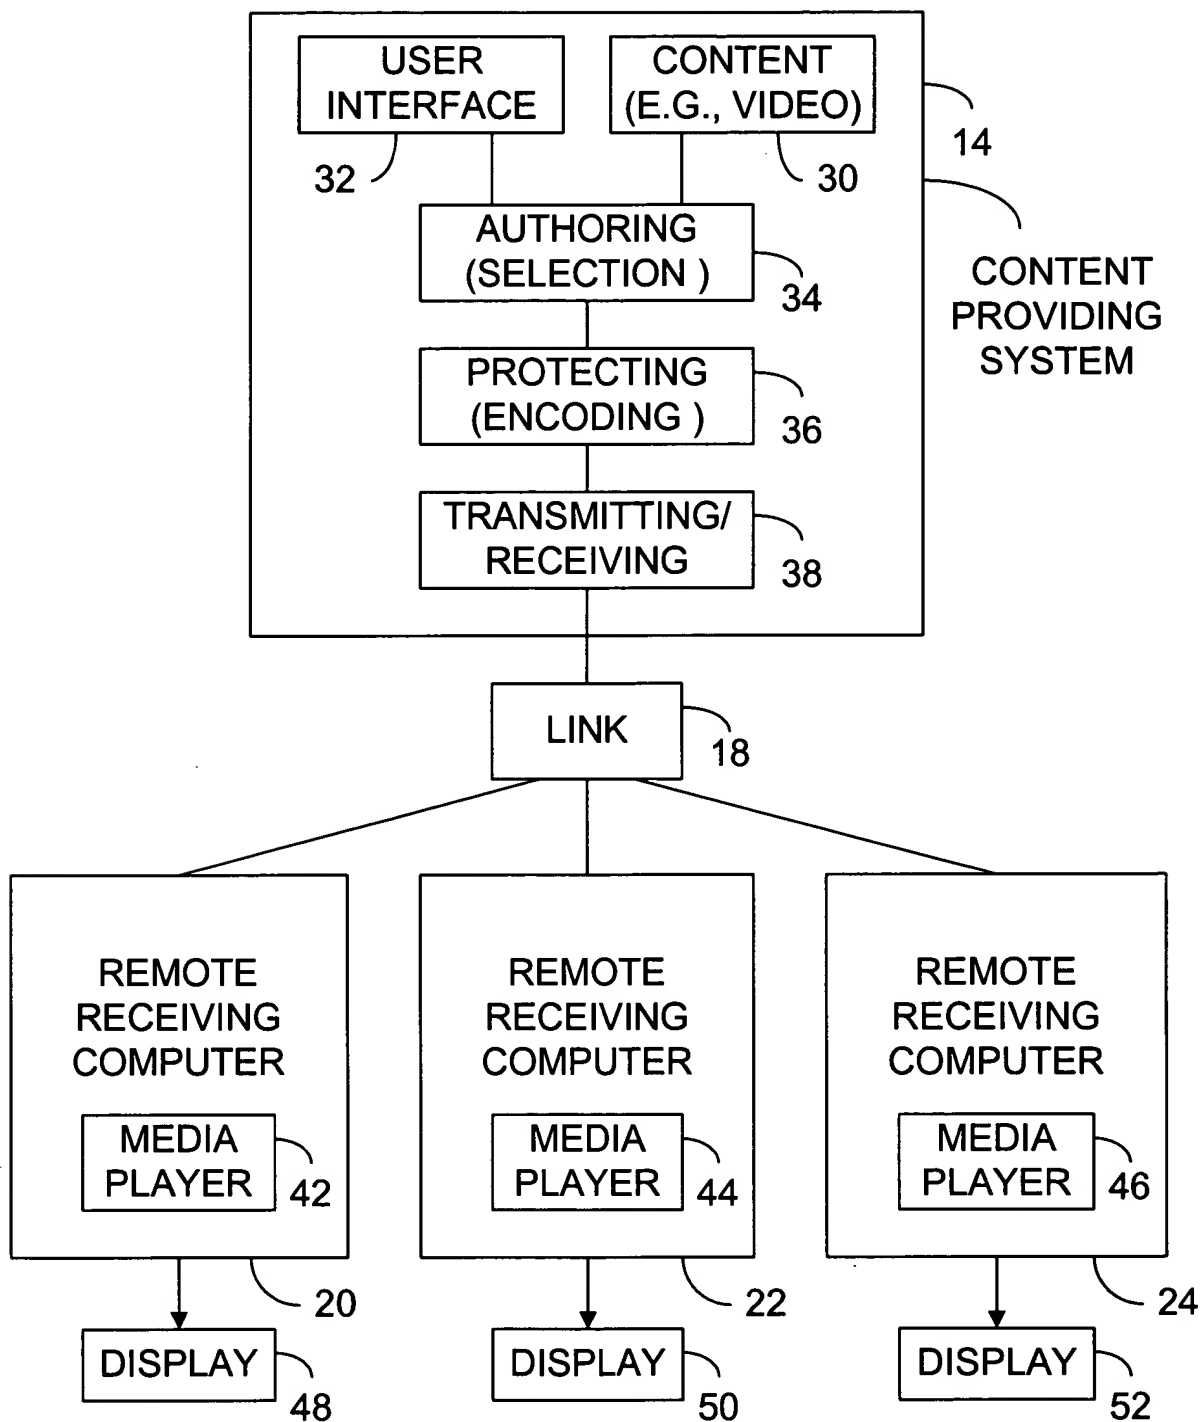 USER
INTERFACE
32
CONTENT
(E.G., VIDEO)
30
14
CONTENT
PROVIDING
SYSTEM
AUTHORING
(SELECTION )
34
PROTECTING
(ENCODING )
36
TRANSMITTING/
RECEIVING
38
LINK
18
REMOTE
RECEIVING
COMPUTER
MEDIA
PLAYER
42
20
DISPLAY
48
REMOTE
RECEIVING
COMPUTER
MEDIA
PLAYER
44
22
DISPLAY
50
REMOTE
RECEIVING
COMPUTER
MEDIA
PLAYER
46
24
DISPLAY
52